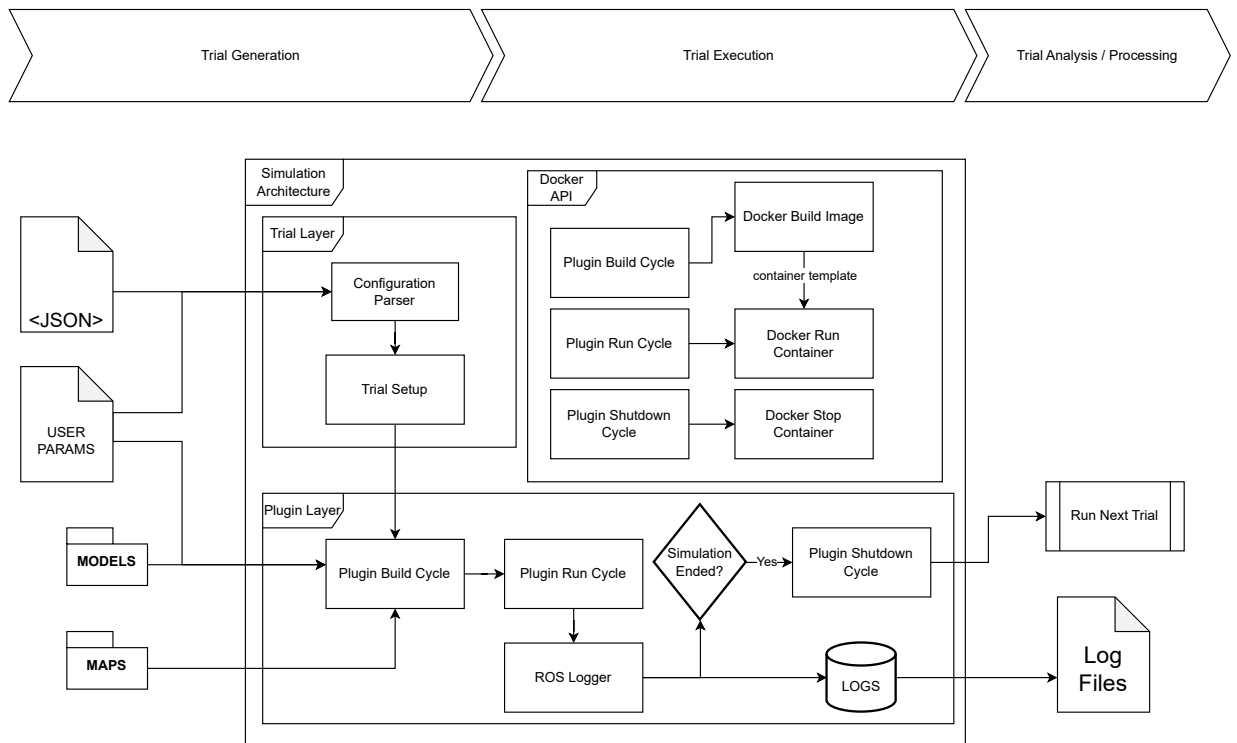 Trial Generation
Trial Execution
Trial Analysis / Processing
Simulation
Architecture
Docker
API
Trial Layer
Docker Build Image
Plugin Build Cycle
container template
Configuration
Parser
<JSON>
Plugin Run Cycle
Docker Run
Container
Trial Setup
Plugin Shutdown
Cycle
Docker Stop
Container
USER
PARAMS
Plugin Layer
Run Next Trial
MODELS
Plugin Build Cycle
Plugin Run Cycle
Simulation
Ended?
Yes
Plugin Shutdown
Cycle
MAPS
ROS Logger
LOGS
Log
Files